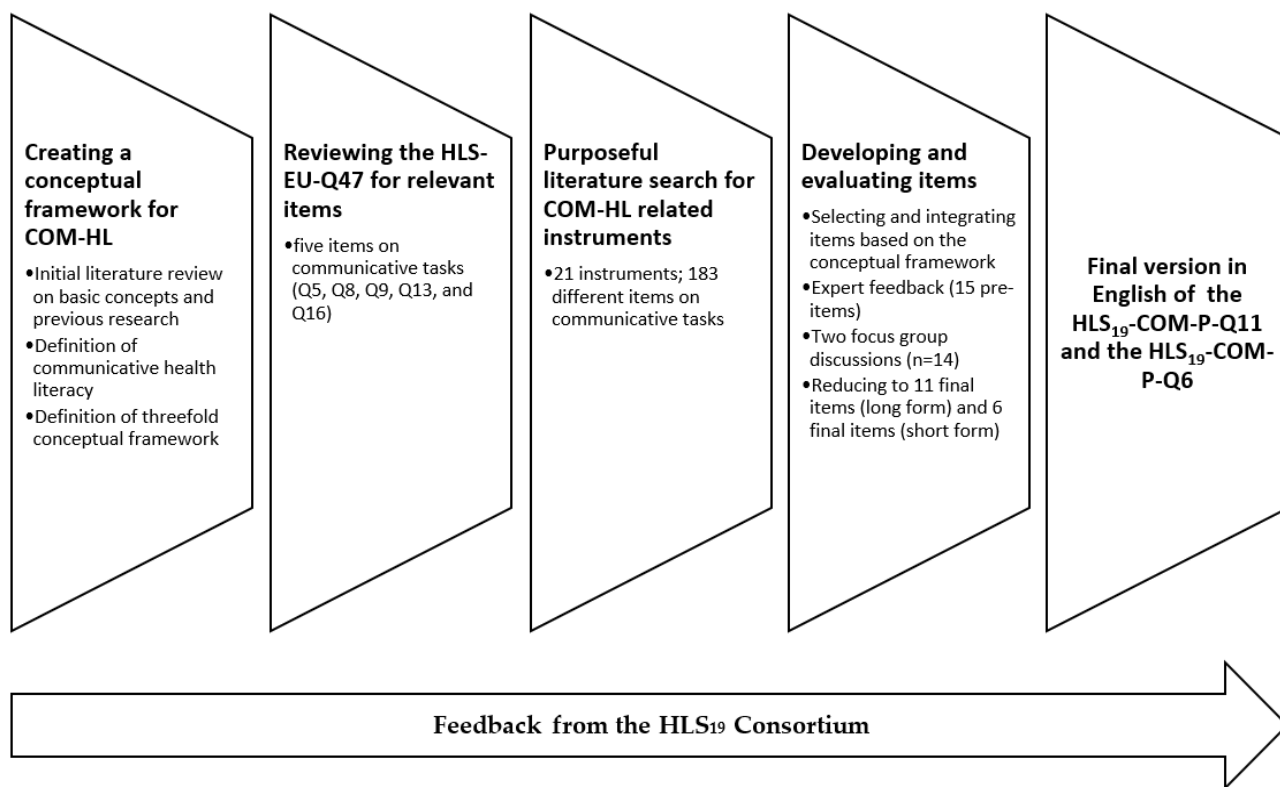 Creating a
conceptual
framework for
COM-HL
•Initial literature review
on basic concepts and
previous research
•Definition of
communicative health
literacy
•Definition of threefold
conceptual framework
Reviewing the HLS-
EU-Q47 for relevant
items
•five items on
communicative tasks
(Q5, Q8, Q9, Q13, and
Q16)
Purposeful
literature search for
COM-HL related
instruments
•21 instruments; 183
different items on
communicative tasks
Developing and
evaluating items
•Selecting and integrating
items based on the
conceptual framework
•Expert feedback (15 pre-
items)
•Two focus group
discussions (n=14)
•Reducing to 11 final
items (long form) and 6
final items (short form)
Final version in
English of the
HLS₁₉-COM-P-Q11
and the HLS₁₉-COM-
P-Q6
Feedback from the HLS₁₉ Consortium